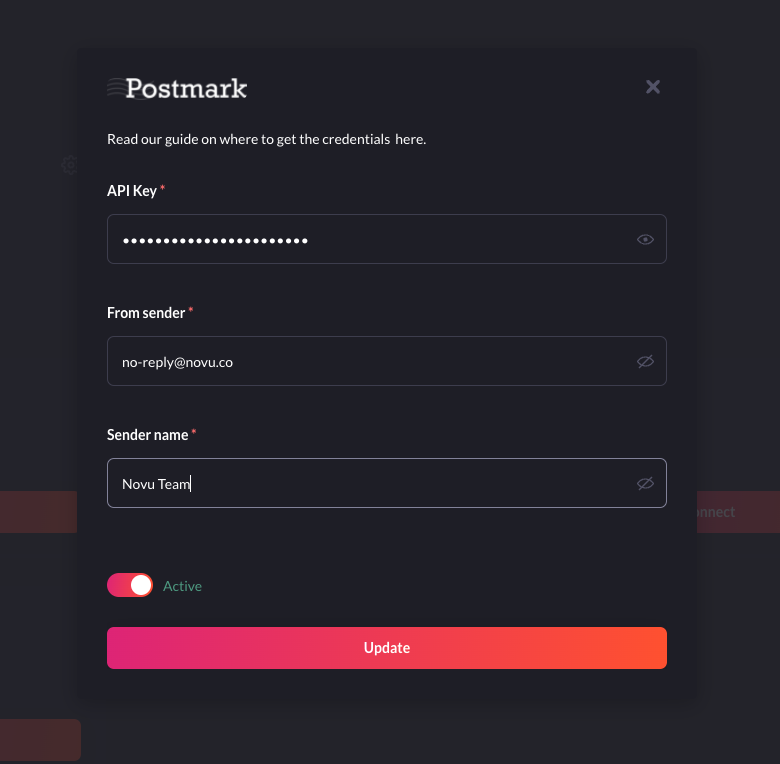 Postmark
Read our guide on where to get the credentials here.
API Key *
•••••••••••••••••••••••
From sender *
no-reply@novu.co
Sender name *
Novu Team
nnect
Active
Update